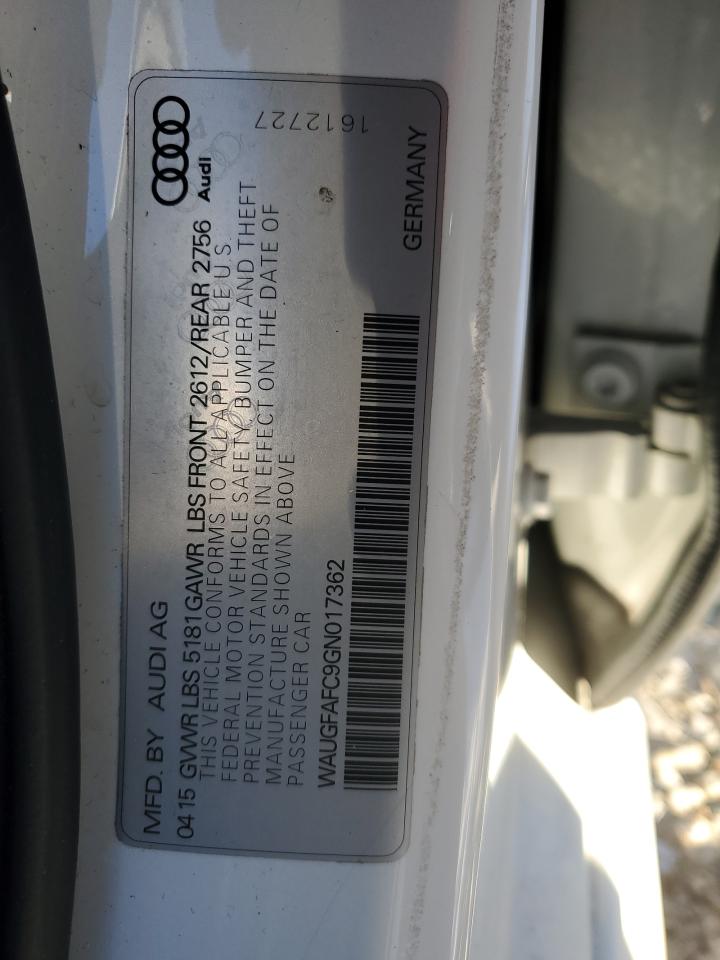 Audi
MFD. BY AUDI AG
0415 GVWR LBS 5181 GAWR LBS FRONT 2612/REAR 2756
THIS VEHICLE CONFORMS TO ALL APPLICABLE U.S.
FEDERAL MOTOR VEHICLE SAFETY BUMPER AND THEFT
PREVENTION STANDARDS IN EFFECT ON THE DATE OF
MANUFACTURE SHOWN ABOVE
PASSENGER CAR
WAUGFAFC9GN017362
GERMANY
1612727